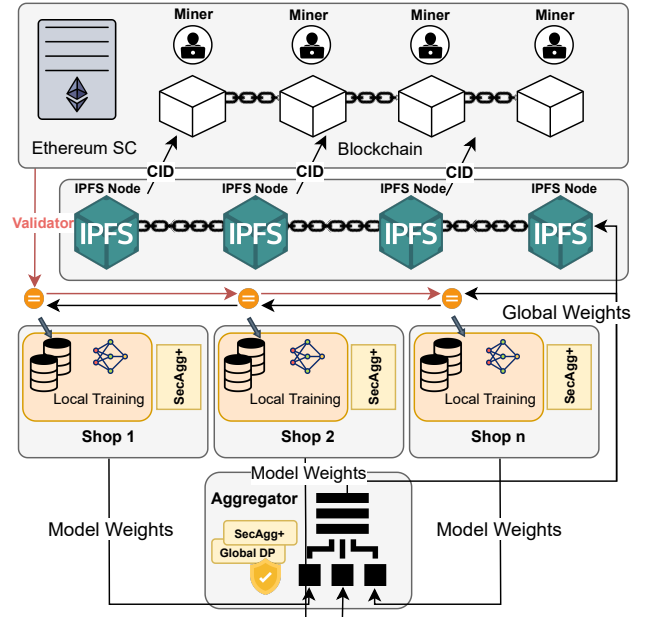 Miner
Miner
Miner
Miner
Ethereum SC
Blockchain
CID
CID
CID
IPFS Node
IPFS Node
IPFS Node
IPFS Node
Validator
IPFS
IPFS
IPFS
IPFS
Global Weights
Local Training
SecAgg+
Local Training
SecAgg+
Local Training
SecAgg+
Shop 1
Shop 2
Shop n
Model Weights
Aggregator
Model Weights
Model Weights
SecAgg+
Global DP